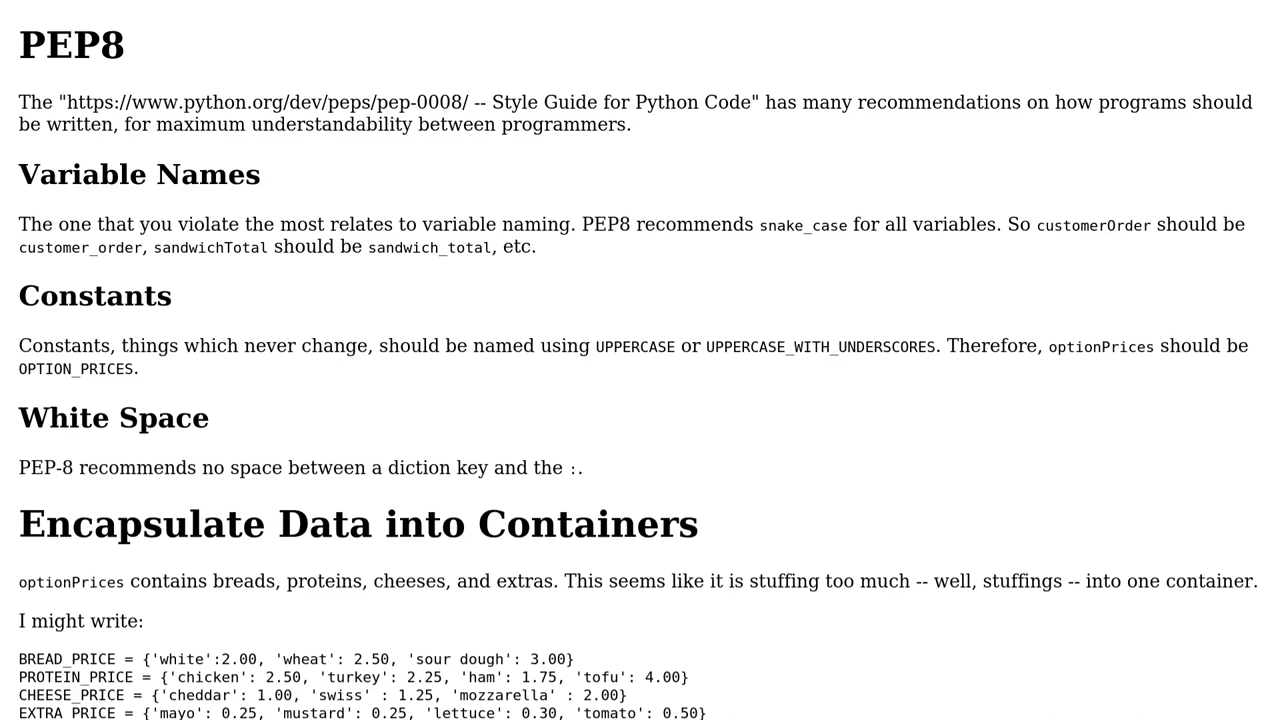 PEP8
The "https://www.python.org/dev/peps/pep-0008/ -- Style Guide for Python Code" has many recommendations on how programs should
be written, for maximum understandability between programmers.
Variable Names
The one that you violate the most relates to variable naming. PEP8 recommends snake_case for all variables. So customerOrder should be
customer_order, sandwichTotal should be sandwich_total, etc.
Constants
Constants, things which never change, should be named using UPPERCASE or UPPERCASE_WITH_UNDERSCORES. Therefore, optionPrices should be
OPTION_PRICES.
White Space
PEP-8 recommends no space between a diction key and the :.
Encapsulate Data into Containers
optionPrices contains breads, proteins, cheeses, and extras. This seems like it is stuffing too much -- well, stuffings -- into one container.
I might write:
BREAD_PRICE = {'white':2.00, 'wheat': 2.50, 'sour dough': 3.00}
PROTEIN_PRICE = {'chicken': 2.50, 'turkey': 2.25, 'ham': 1.75, 'tofu': 4.00}
CHEESE_PRICE = {'cheddar': 1.00, 'swiss' : 1.25, 'mozzarella' : 2.00}
EXTRA_PRICE = {'mayo': 0.25, 'mustard': 0.25, 'lettuce': 0.30, 'tomato': 0.50}